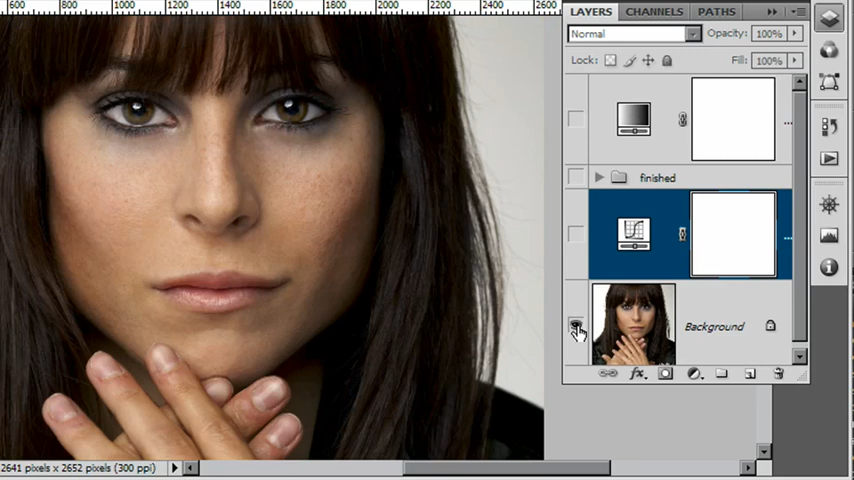 600 1000 1200 1400 1600 1800 2000 2200 2400 2600
LAYERS CHANNELS PATHS
Normal Opacity: 100%
Lock: Fill: 100%
...
finished
...
Background
fx.
2641 pixels x 2652 pixels (300 ppi)